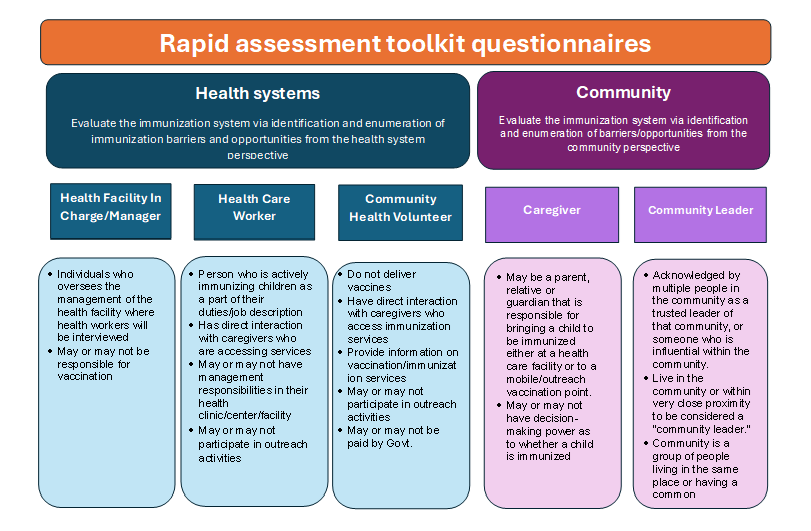 Rapid assessment toolkit questionnaires
Health systems
Evaluate the immunization system via identification and enumeration of
immunization barriers and opportunities from the health system
perspective
Community
Evaluate the immunization system via identification
and enumeration of barriers/opportunities from the
community perspective
Health Facility In
Charge/Manager
Health Care
Worker
Community
Health Volunteer
Caregiver
Community Leader
• Individuals who
oversees the
management of the
health facility where
health workers will
be interviewed
• May or may not be
responsible for
vaccination
• Person who is actively
immunizing children as
a part of their
duties/job description
• Has direct interaction
with caregivers who
are accessing services
• May or may not have
management
responsibilities in their
health
clinic/center/facility
• May or may not
participate in outreach
activities
• Do not deliver
vaccines
• Have direct interaction
with caregivers who
access immunization
services
• Provide information on
vaccination/immunizat
ion services
• May or may not
participate in outreach
activities
• May or may not be
paid by Govt.
• May be a parent,
relative or
guardian that is
responsible for
bringing a child to
be immunized
either at a health
care facility or to a
mobile/outreach
vaccination point.
• May or may not
have decision-
making power as
to whether a child
is immunized
• Acknowledged by
multiple people in
the community as a
trusted leader of
that community, or
someone who is
influential within the
community.
• Live in the
community or within
very close proximity
to be considered a
"community leader."
• Community is a
group of people
living in the same
place or having a
common